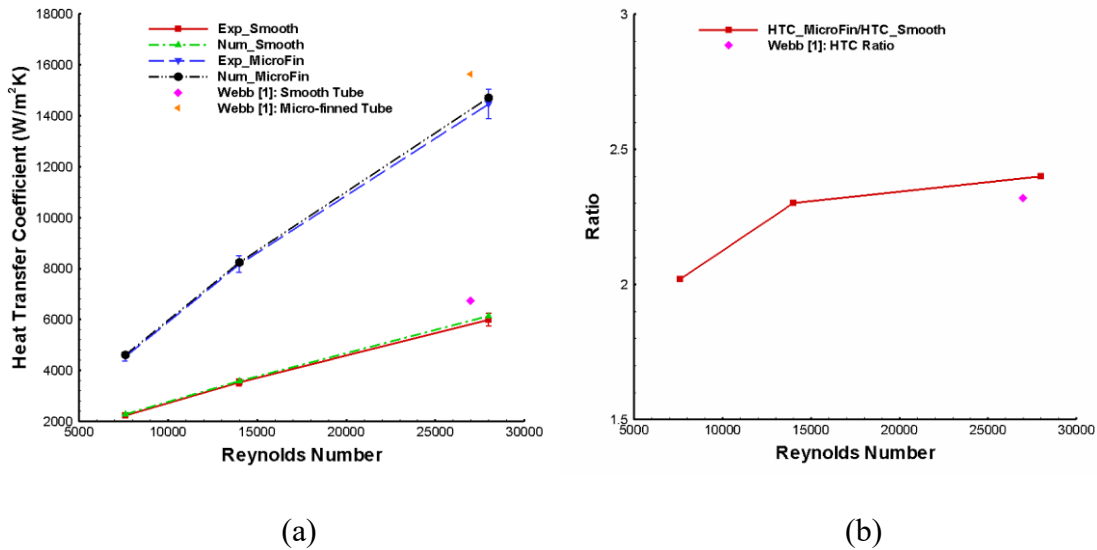 Exp_Smooth
Num_Smooth
Exp_MicroFin
Num_MicroFin
Webb [1]: Smooth Tube
Webb [1]: Micro-finned Tube
Heat Transfer Coefficient (W/m²K)
18000
16000
14000
12000
10000
8000
6000
4000
2000
5000 10000 15000 20000 25000 30000
Reynolds Number
(a)
HTC_MicroFin/HTC_Smooth
Webb [1]: HTC Ratio
Ratio
3
2.5
2
1.5
5000 10000 15000 20000 25000 30000
Reynolds Number
(b)